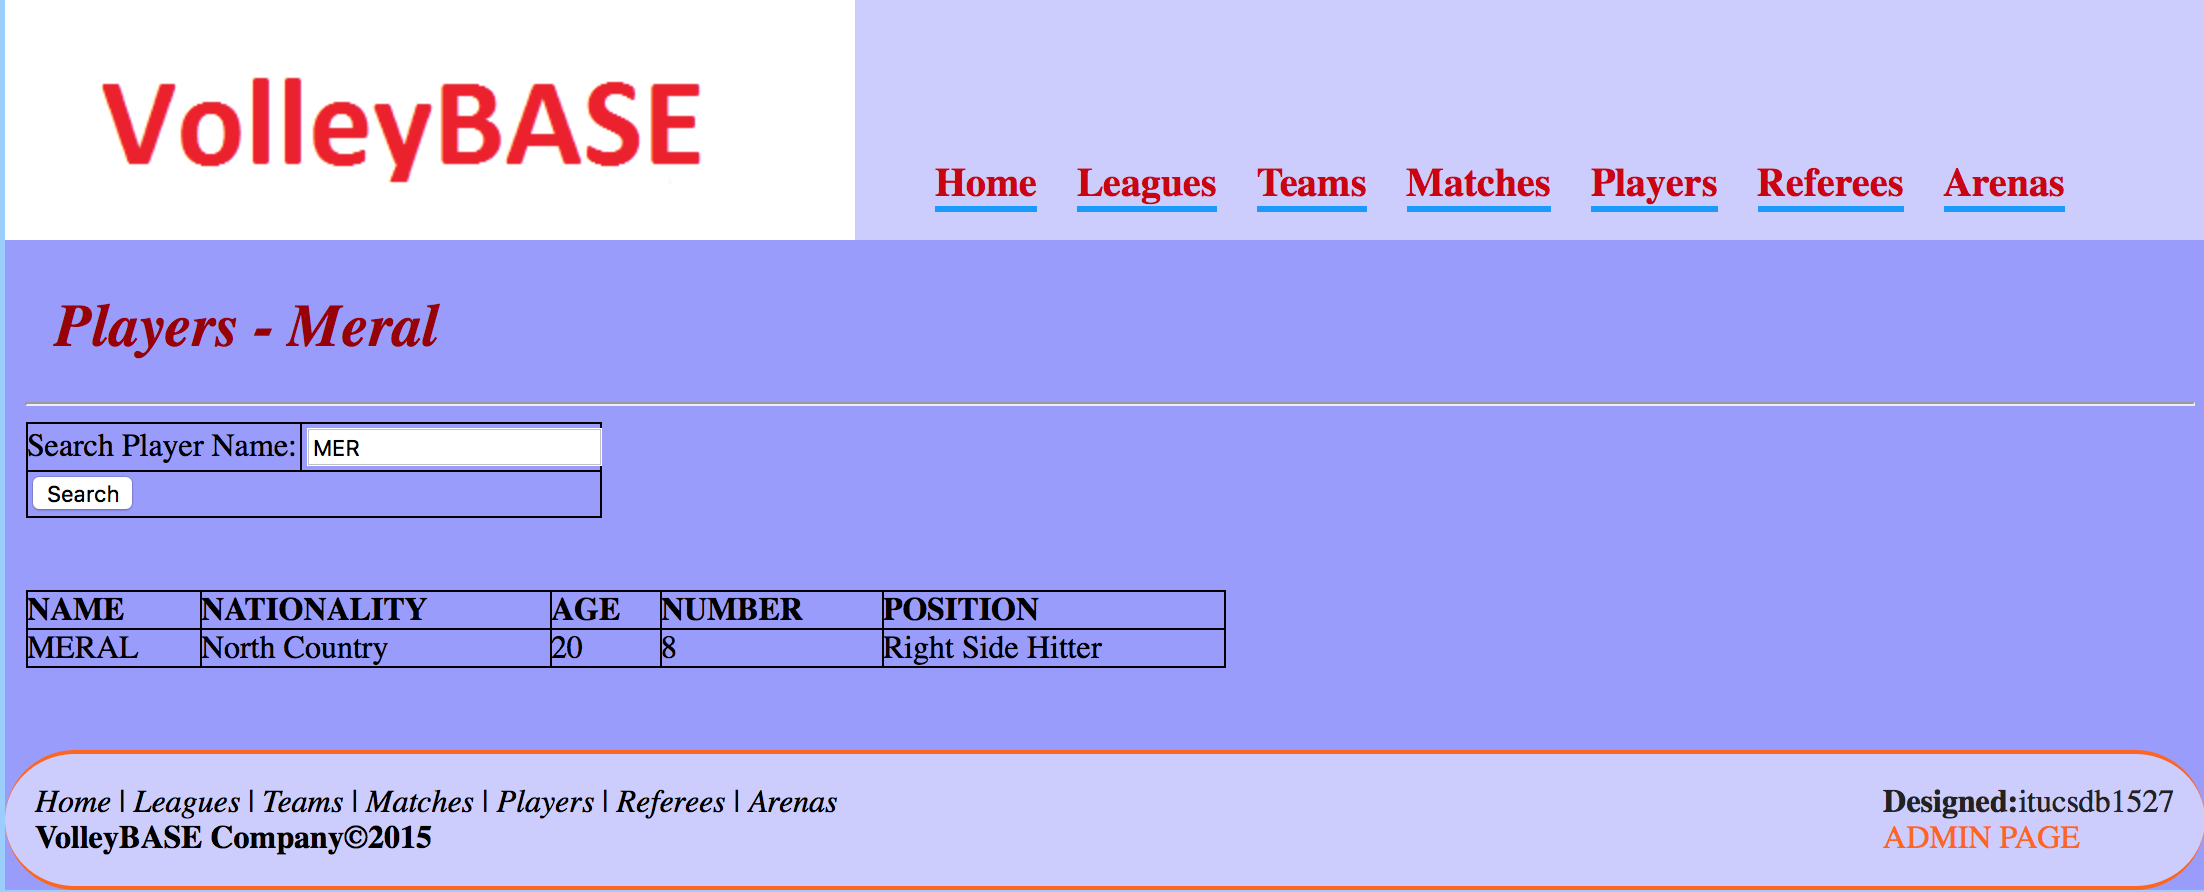 VolleyBASE
Home Leagues Teams Matches Players Referees Arenas
Players - Meral
Search Player Name: MER
Search
NAME NATIONALITY AGE NUMBER POSITION
MERAL North Country 20 8 Right Side Hitter
Home | Leagues | Teams | Matches | Players | Referees | Arenas
VolleyBASE Company©2015
Designed:itucsdb1527
ADMIN PAGE